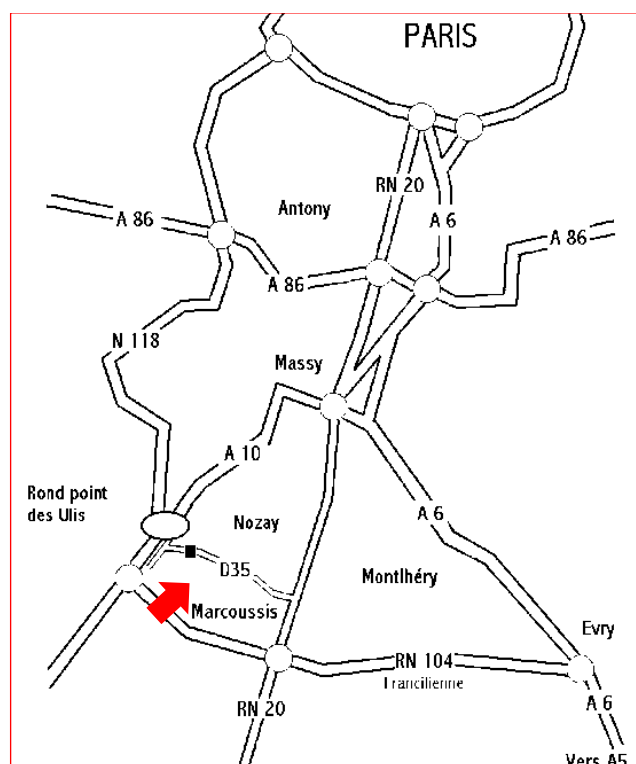 PARIS
RN 20
Antony
A 6
A 86
A 86
A 86
N 118
Massy
A 10
Rond point
des Ulis
Nozay
A 6
D35
Montlhéry
Marcoussis
Evry
RN 104
Francilienne
A 6
RN 20
Vers A5